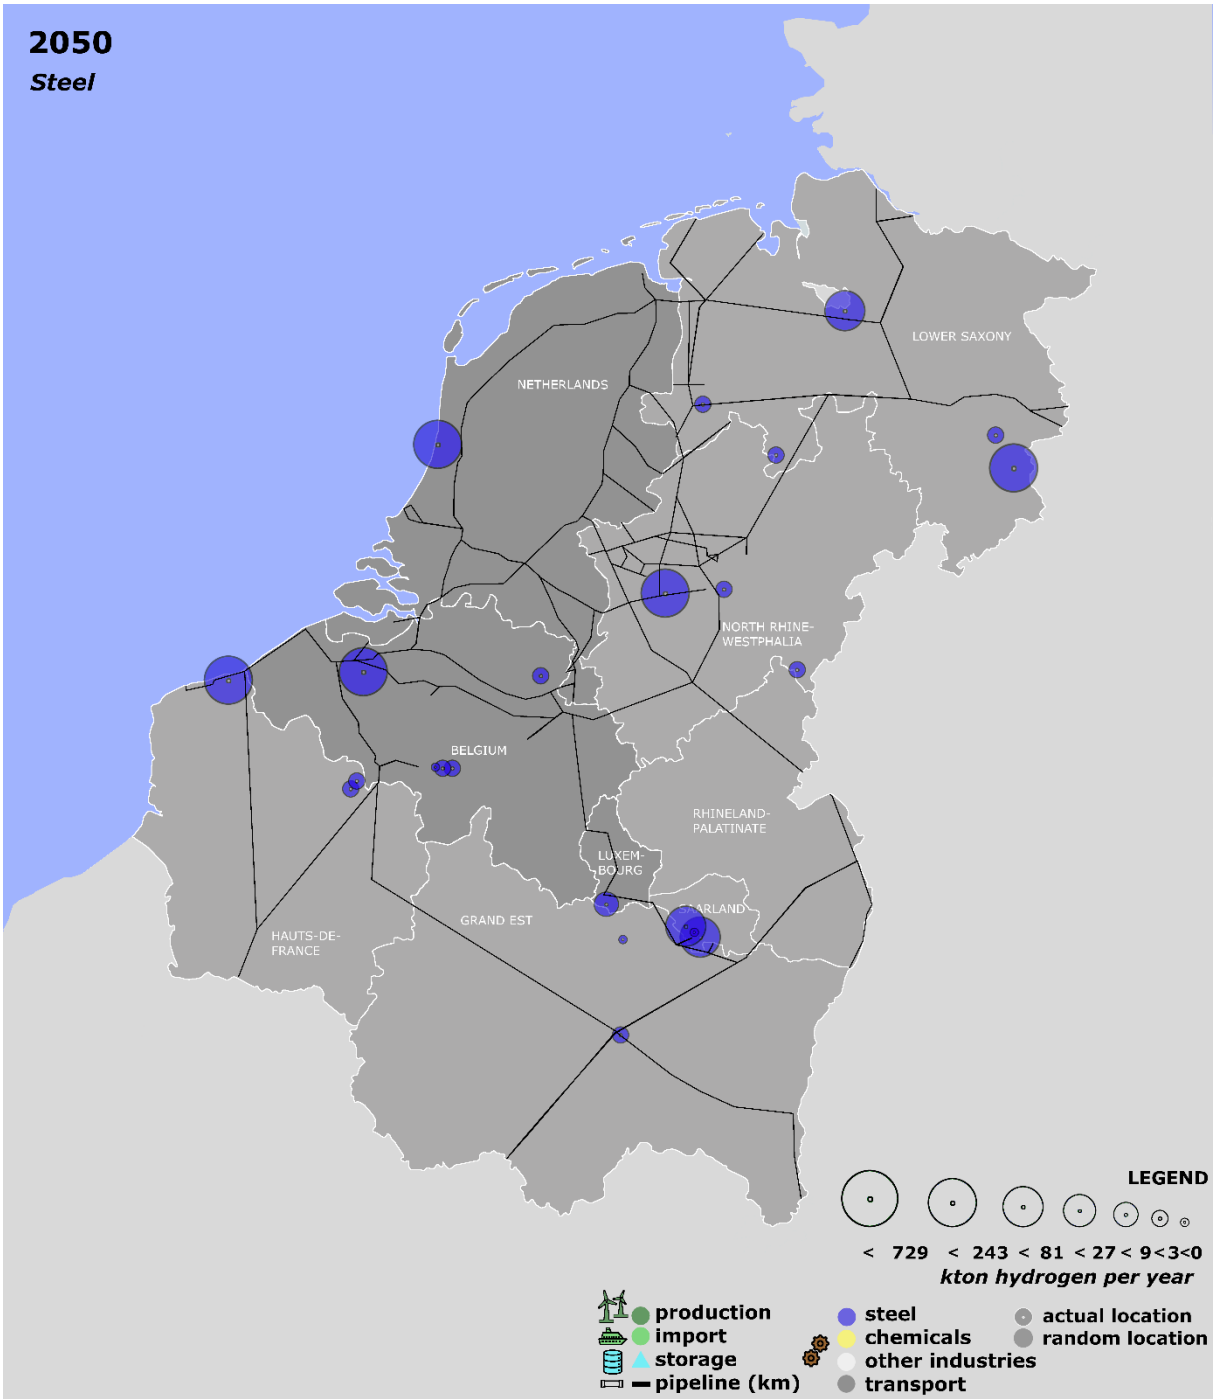 2050
Steel
LOWER SAXONY
NETHERLANDS
NORTH RHINE-
WESTPHALIA
BELGIUM
RHINELAND-
PALATINATE
LUXEM-
BOURG
SAARLAND
GRAND EST
HAUTS-DE-
FRANCE
LEGEND
< 729 < 243 < 81 < 27 < 9 <3<0
kton hydrogen per year
production
import
storage
pipeline (km)
steel
chemicals
other industries
transport
actual location
random location